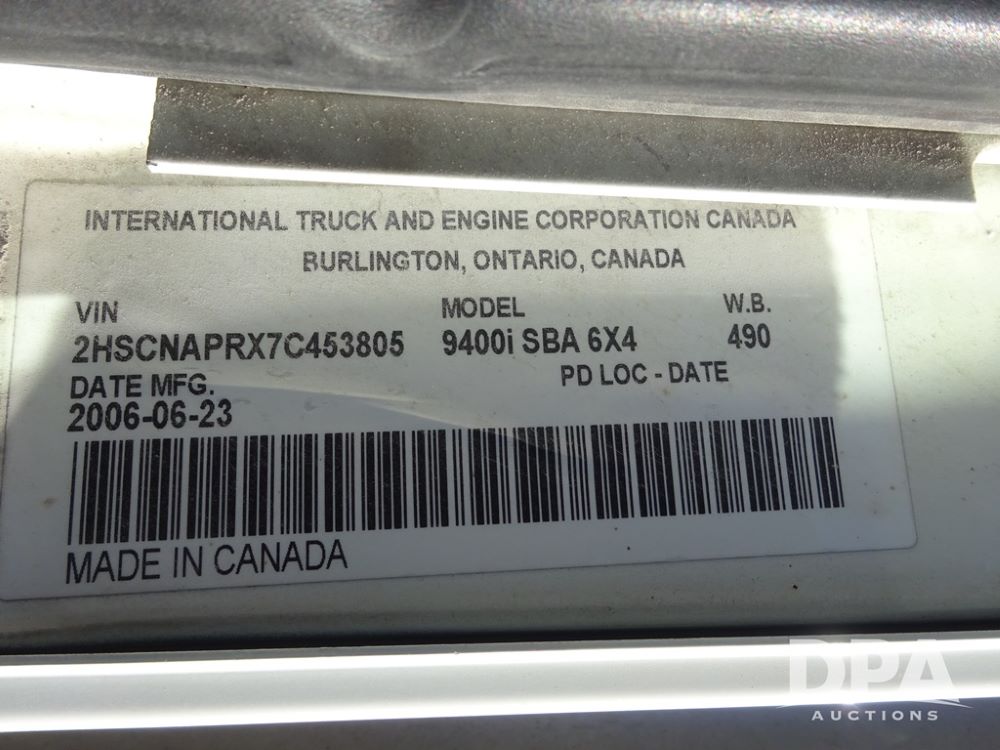 INTERNATIONAL TRUCK AND ENGINE CORPORATION CANADA
BURLINGTON, ONTARIO, CANADA
VIN MODEL W.B.
2HSCNAPRX7C453805 9400i SBA 6X4 490
DATE MFG. PD LOC - DATE
2006-06-23
MADE IN CANADA
DPA
AUCTIONS